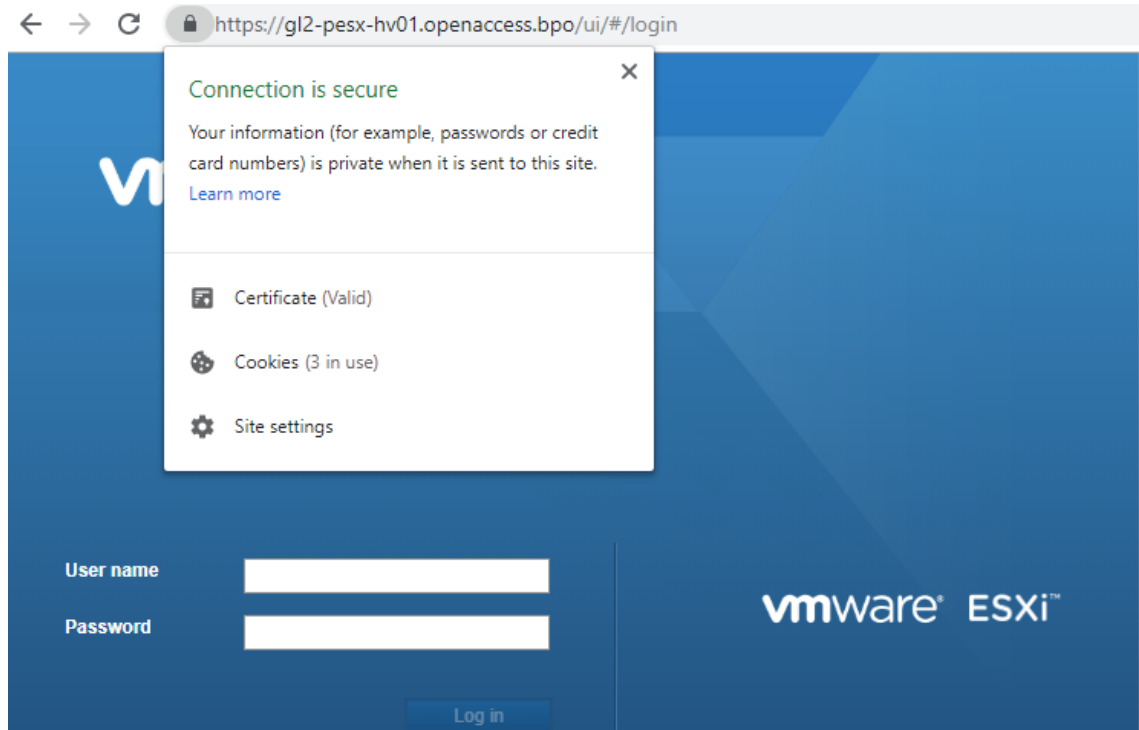 https://gl2-pesx-hv01.openaccess.bpo/ui/#/login
Connection is secure
Your information (for example, passwords or credit
card numbers) is private when it is sent to this site.
Learn more
Certificate (Valid)
Cookies (3 in use)
Site settings
User name
Password
Log in
vmware® ESXi™